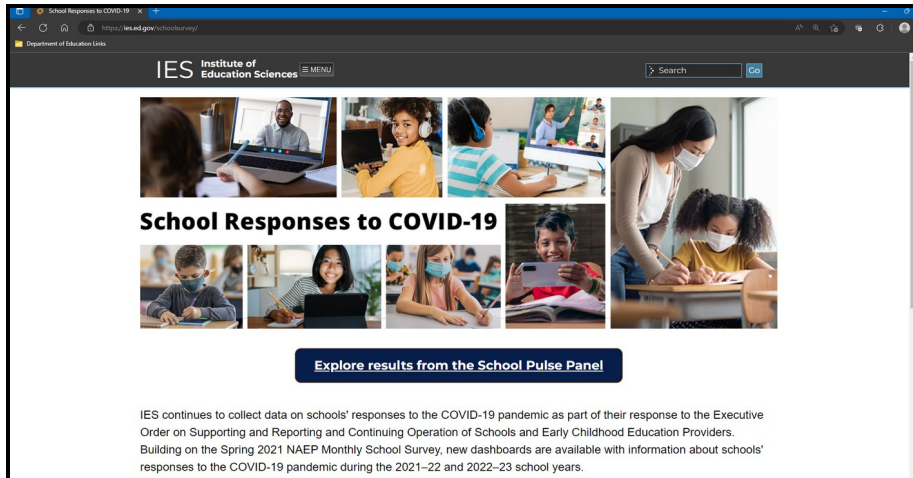 School Responses to COVID-19
https://ies.ed.gov/schoolsurvey/
Department of Education Links
IES Institute of
Education Sciences
MENU
Search
Go
School Responses to COVID-19
Explore results from the School Pulse Panel
IES continues to collect data on schools' responses to the COVID-19 pandemic as part of their response to the Executive
Order on Supporting and Reporting and Continuing Operation of Schools and Early Childhood Education Providers.
Building on the Spring 2021 NAEP Monthly School Survey, new dashboards are available with information about schools'
responses to the COVID-19 pandemic during the 2021–22 and 2022–23 school years.